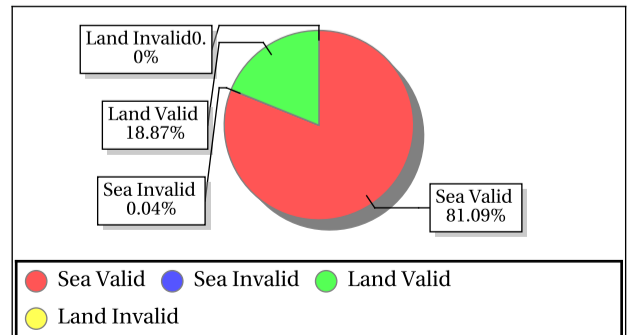 Land Invalid0.
0%
Land Valid
18.87%
Sea Invalid
0.04%
Sea Valid
81.09%
Sea Valid Sea Invalid Land Valid
Land Invalid